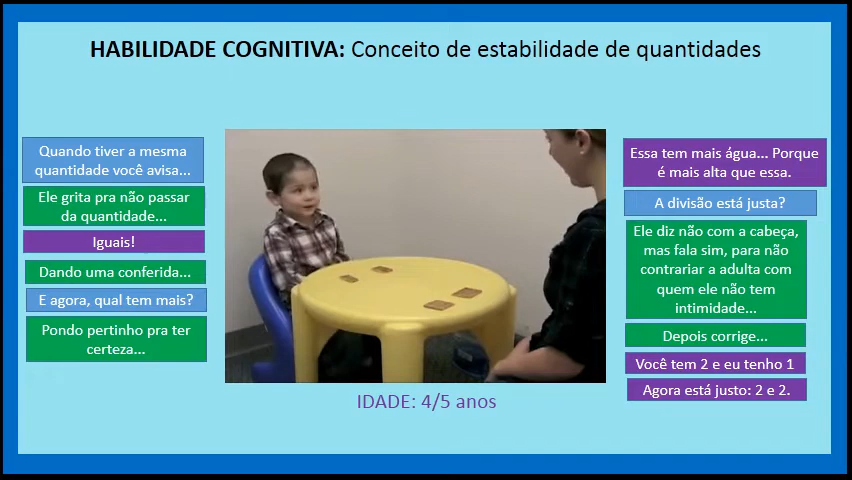 HABILIDADE COGNITIVA: Conceito de estabilidade de quantidades
Quando tiver a mesma
quantidade você avisa...
Ele grita pra não passar
da quantidade...
Iguais!
Dando uma conferida...
E agora, qual tem mais?
Pondo pertinho pra ter
certeza...
Essa tem mais água... Porque
é mais alta que essa.
A divisão está justa?
Ele diz não com a cabeça,
mas fala sim, para não
contrariar a adulta com
quem ele não tem
intimidade...
Depois corrige...
Você tem 2 e eu tenho 1
Agora está justo: 2 e 2.
IDADE: 4/5 anos